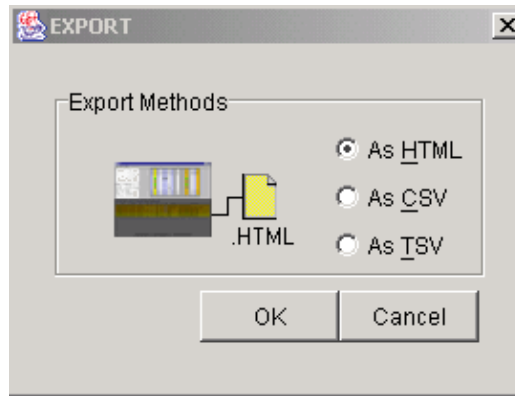 EXPORT
Export Methods
As HTML
As CSV
.HTML
As TSV
OK
Cancel